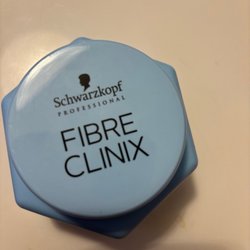 Schwarzkopf
PROFESSIONAL
FIBRE
CLINIX